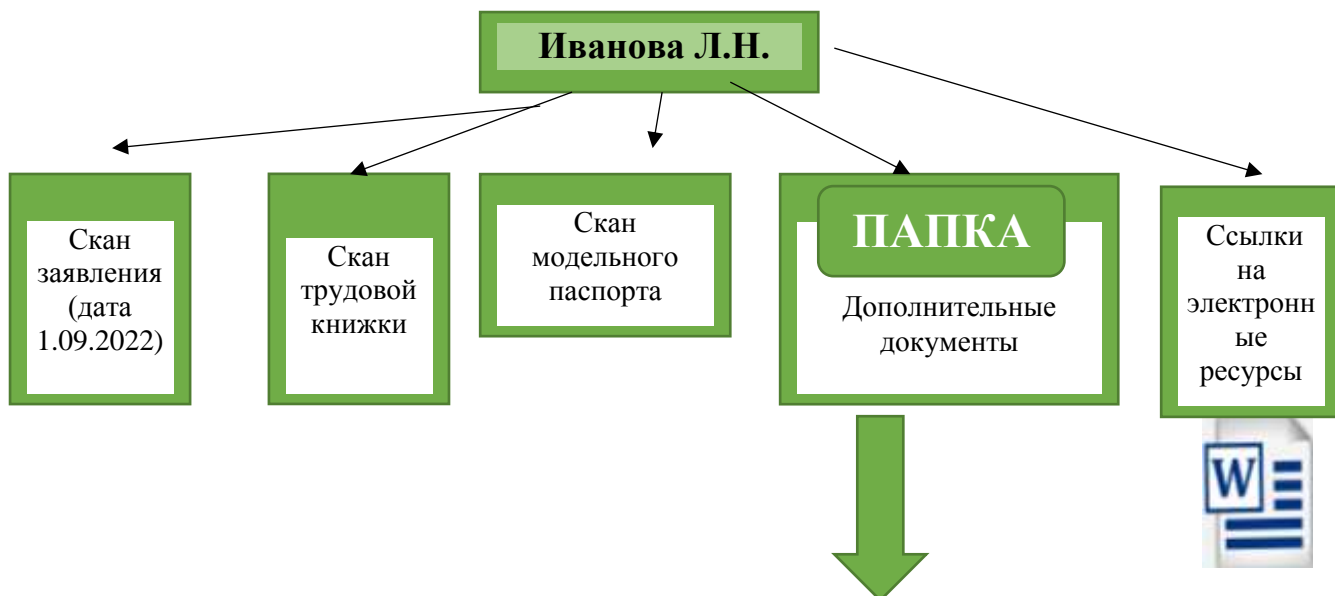 Иванова Л.Н.
Скан
заявления
(дата
1.09.2022)
Скан
трудовой
книжки
Скан
модельного
паспорта
ПАПКА
Дополнительные
документы
Ссылки
на
электронн
ые
ресурсы
W